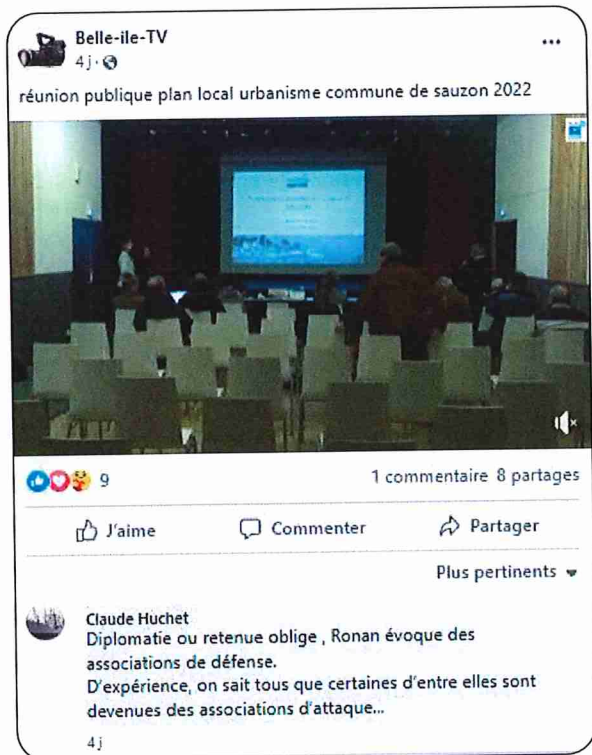 Belle-ile-TV
4 j ·
réunion publique plan local urbanisme commune de sauzon 2022
9
1 commentaire 8 partages
J'aime
Commenter
Partager
Plus pertinents
Claude Huchet
Diplomatie ou retenue oblige , Ronan évoque des
associations de défense.
D'expérience, on sait tous que certaines d'entre elles sont
devenues des associations d'attaque...
4 j